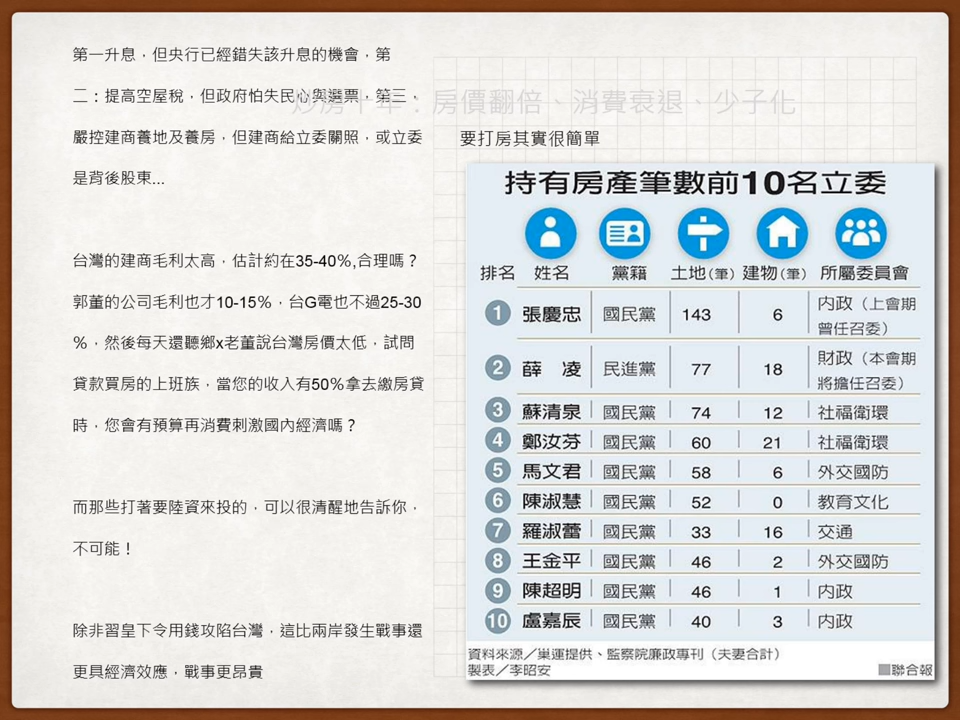 炒房十年：房價翻倍、消費衰退、少子化
第一升息，但央行已經錯失該升息的機會，第
二：提高空屋稅，但政府怕失民心與選票，第三，
嚴控建商養地及養房，但建商給立委關照，或立委
是背後股東...
台灣的建商毛利太高，估計約在35-40%,合理嗎？
郭董的公司毛利也才10-15%，台G電也不過25-30
%，然後每天還聽鄉x老董說台灣房價太低，試問
貸款買房的上班族，當您的收入有50%拿去繳房貸
時，您會有預算再消費刺激國內經濟嗎？
而那些打著要陸資來投的，可以很清醒地告訴你，
不可能！
除非習皇下令用錢攻陷台灣，這比兩岸發生戰事還
更具經濟效應，戰事更昂貴
要打房其實很簡單
持有房產筆數前10名立委
排名 姓名 黨籍 土地(筆) 建物(筆) 所屬委員會
1 張慶忠 國民黨 143 6 內政（上會期
曾任召委）
2 薛 凌 民進黨 77 18 財政（本會期
將擔任召委）
3 蘇清泉 國民黨 74 12 社福衛環
4 鄭汝芬 國民黨 60 21 社福衛環
5 馬文君 國民黨 58 6 外交國防
6 陳淑慧 國民黨 52 0 教育文化
7 羅淑蕾 國民黨 33 16 交通
8 王金平 國民黨 46 2 外交國防
9 陳超明 國民黨 46 1 內政
10 盧嘉辰 國民黨 40 3 內政
資料來源／巢運提供、監察院廉政專刊（夫妻合計）
製表／李昭安 ■聯合報